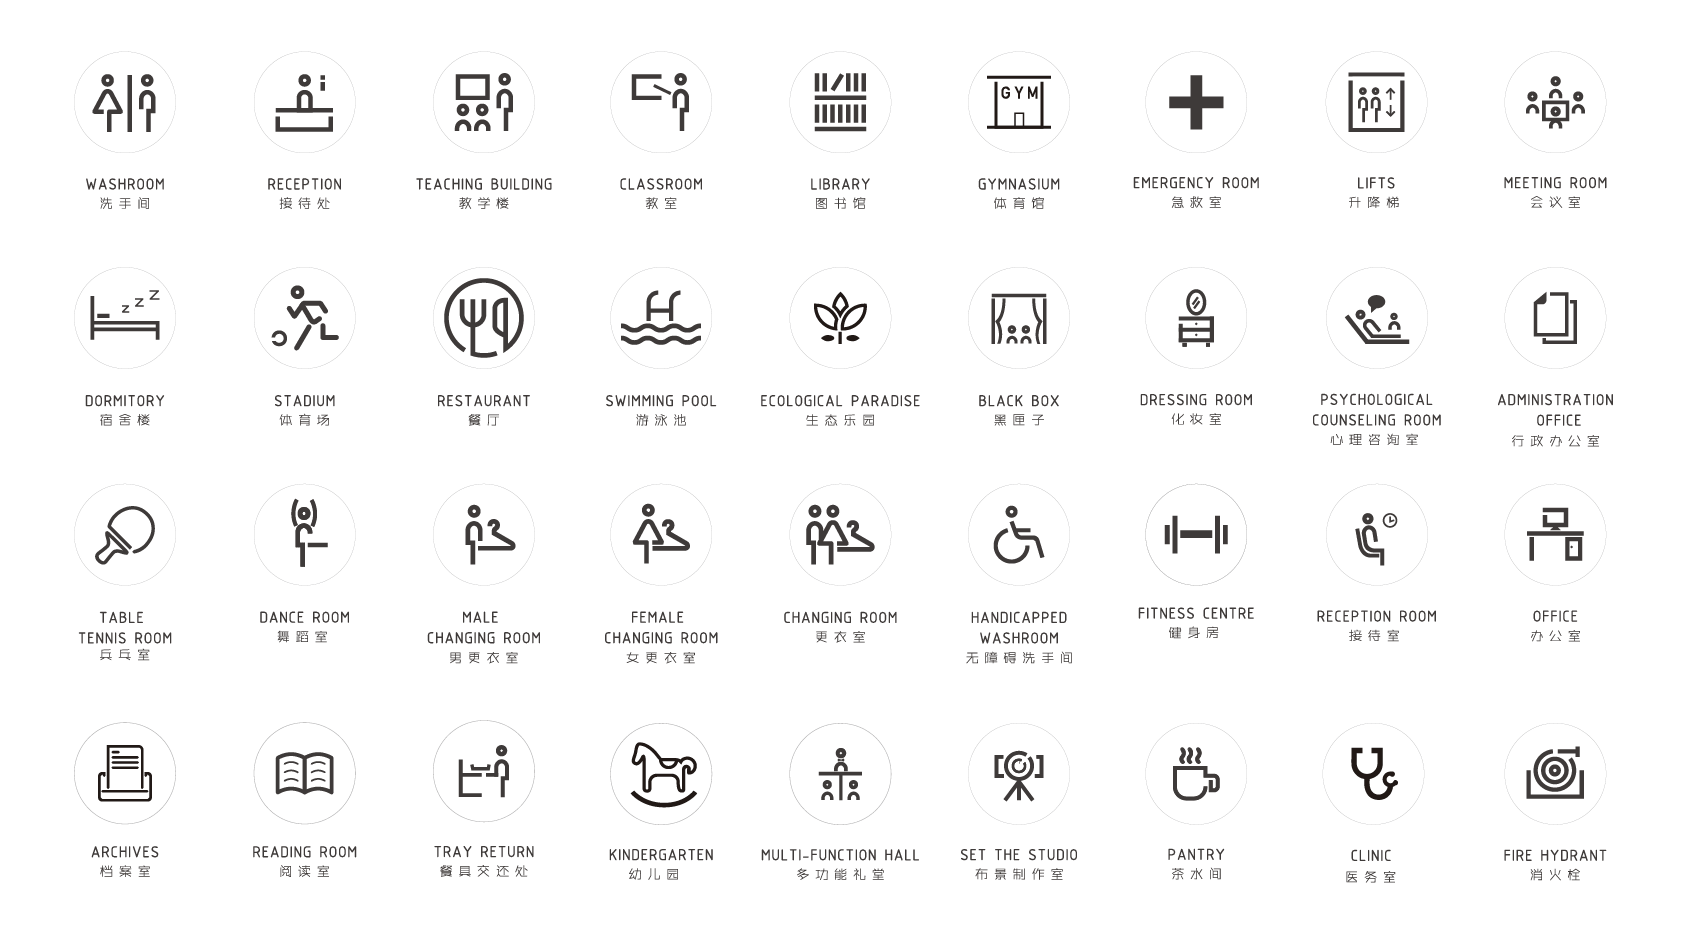 GYM
WASHROOM
洗手间
RECEPTION
接待处
TEACHING BUILDING
教学楼
CLASSROOM
教室
LIBRARY
图书馆
GYMNASIUM
体育馆
EMERGENCY ROOM
急救室
LIFTS
升降梯
MEETING ROOM
会议室
z z z
DORMITORY
宿舍楼
STADIUM
体育场
RESTAURANT
餐厅
SWIMMING POOL
游泳池
ECOLOGICAL PARADISE
生态乐园
BLACK BOX
黑匣子
DRESSING ROOM
化妆室
PSYCHOLOGICAL
COUNSELING ROOM
心理咨询室
ADMINISTRATION
OFFICE
行政办公室
TABLE
TENNIS ROOM
乒乓室
DANCE ROOM
舞蹈室
MALE
CHANGING ROOM
男更衣室
FEMALE
CHANGING ROOM
女更衣室
CHANGING ROOM
更衣室
HANDICAPPED
WASHROOM
无障碍洗手间
FITNESS CENTRE
健身房
RECEPTION ROOM
接待室
OFFICE
办公室
ARCHIVES
档案室
READING ROOM
阅读室
TRAY RETURN
餐具交还处
KINDERGARTEN
幼儿园
MULTI-FUNCTION HALL
多功能礼堂
SET THE STUDIO
布景制作室
PANTRY
茶水间
CLINIC
医务室
FIRE HYDRANT
消火栓